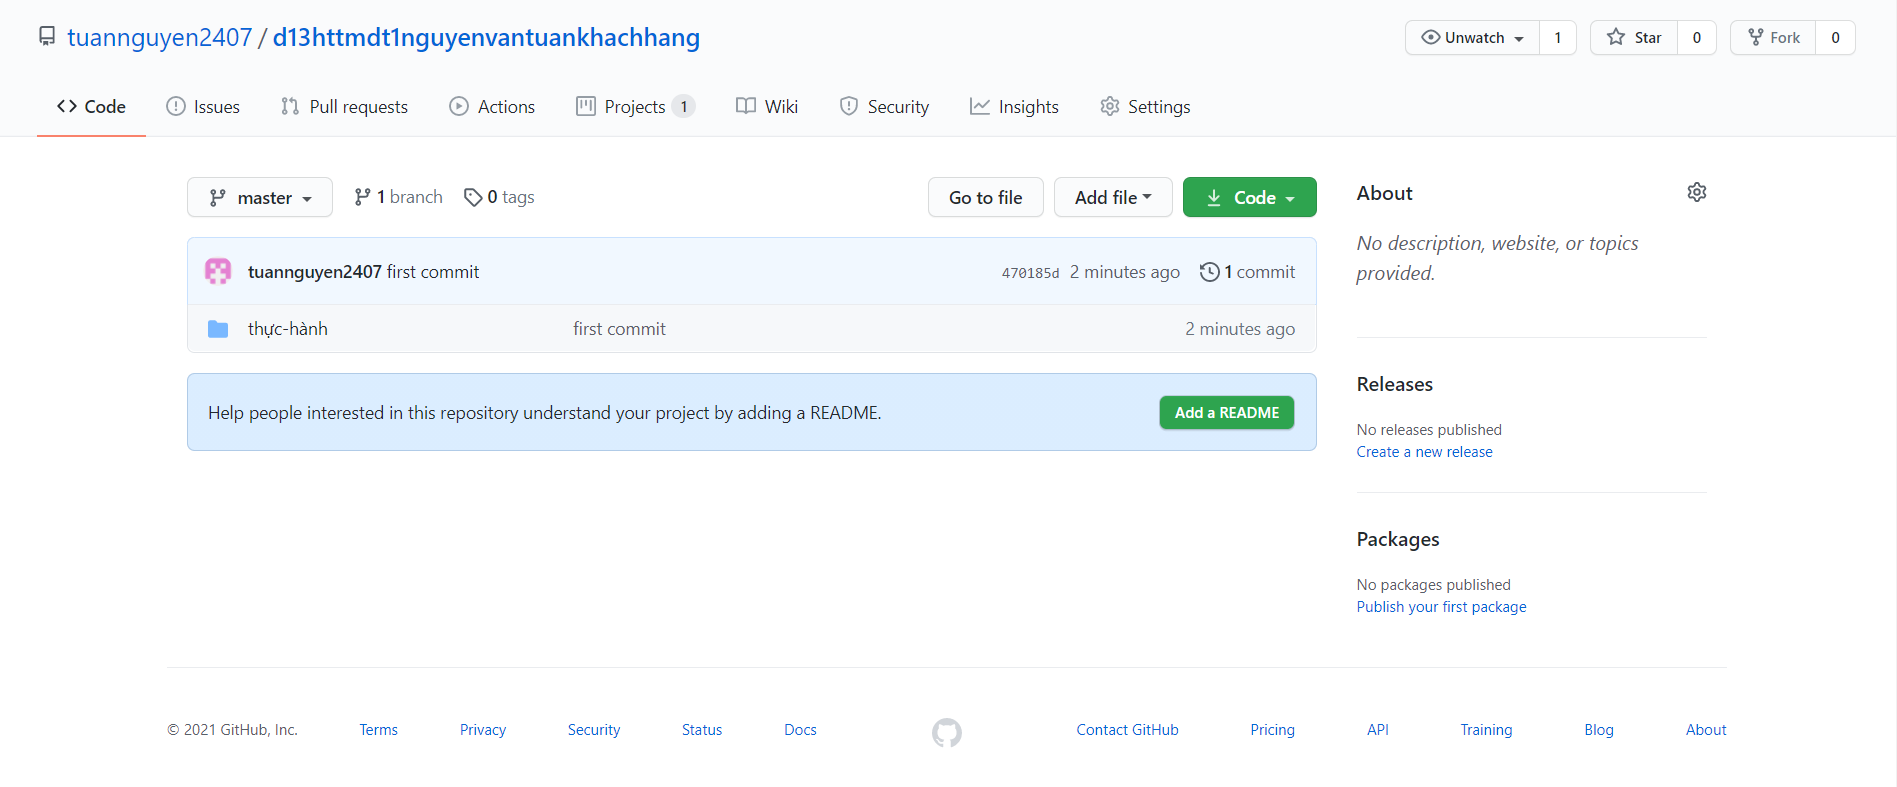 tuannguyen2407 / d13httmdt1nguyenvantuankhachhang
Unwatch 1 Star 0 Fork 0
Code Issues Pull requests Actions Projects 1 Wiki Security Insights Settings
master 1 branch 0 tags Go to file Add file Code
tuannguyen2407 first commit 470185d 2 minutes ago 1 commit
thực-hành first commit 2 minutes ago
Help people interested in this repository understand your project by adding a README. Add a README
About
No description, website, or topics
provided.
Releases
No releases published
Create a new release
Packages
No packages published
Publish your first package
© 2021 GitHub, Inc. Terms Privacy Security Status Docs Contact GitHub Pricing API Training Blog About